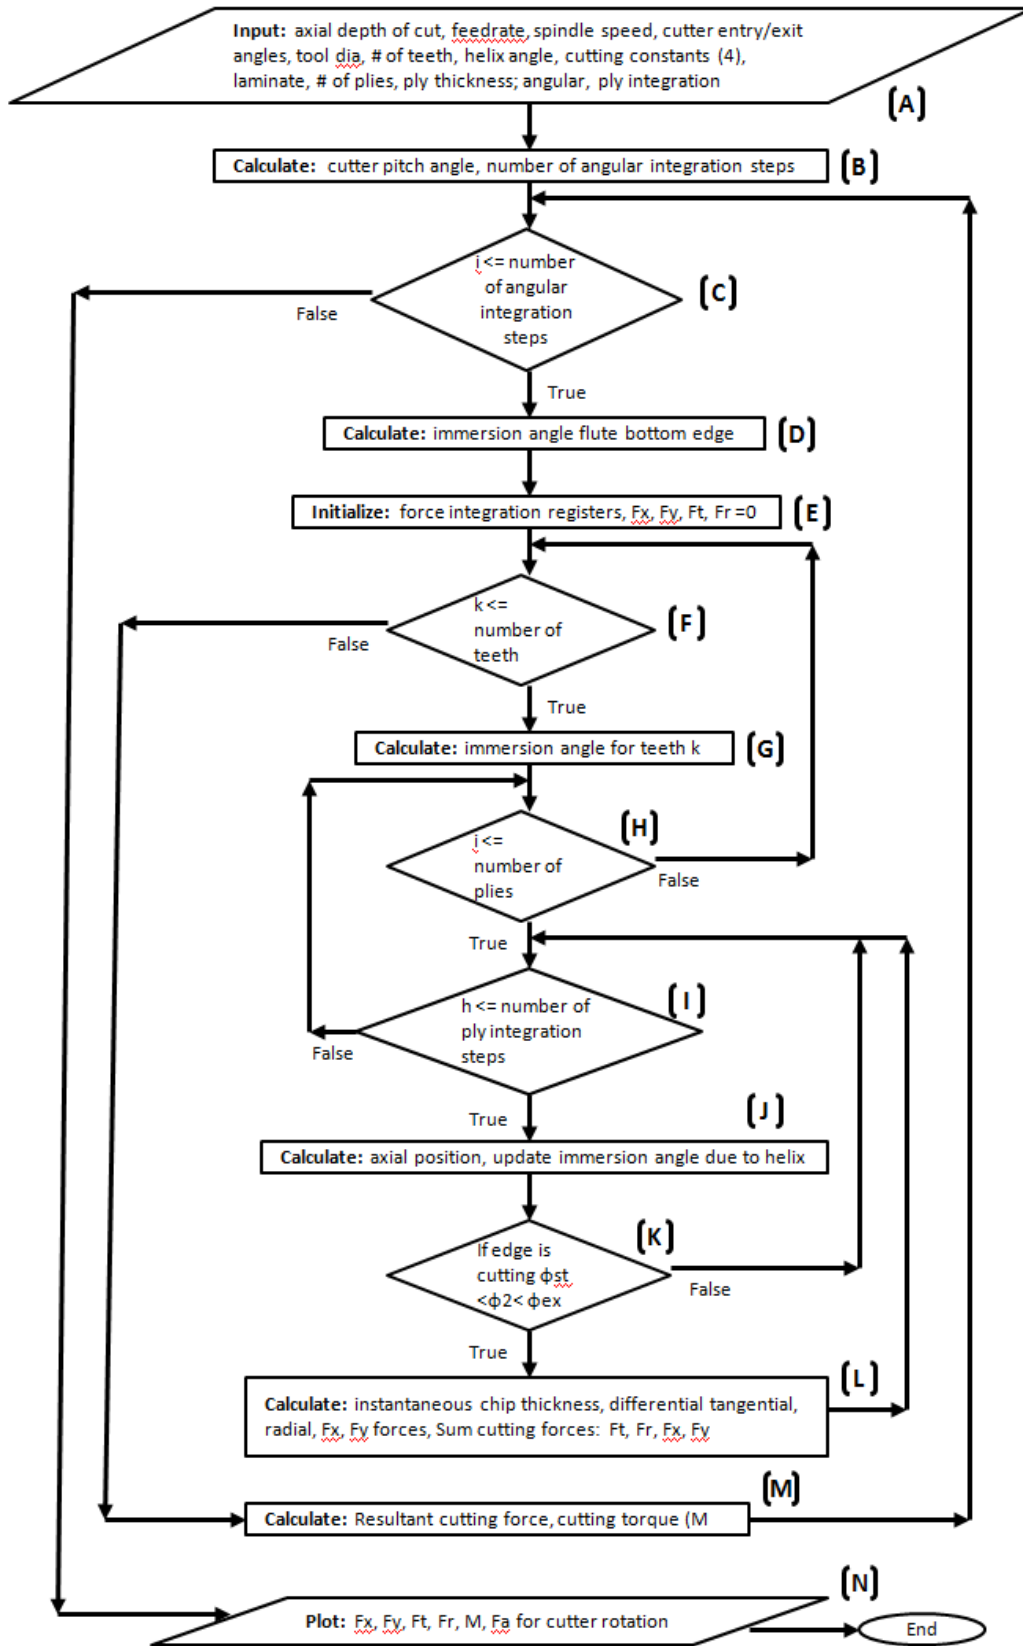 Input: axial depth of cut, feedrate, spindle speed, cutter entry/exit
angles, tool dia, # of teeth, helix angle, cutting constants (4),
laminate, # of plies, ply thickness; angular, ply integration
(A)
Calculate: cutter pitch angle, number of angular integration steps
(B)
i <= number
of angular
integration
steps
(C)
False
True
Calculate: immersion angle flute bottom edge
(D)
Initialize: force integration registers, Fx, Fy, Ft, Fr =0
(E)
k <=
number of
teeth
(F)
False
True
Calculate: immersion angle for teeth k
(G)
j <=
number of
plies
(H)
False
True
h <= number of
ply integration
steps
(I)
False
True
(J)
Calculate: axial position, update immersion angle due to helix
(K)
If edge is
cutting ϕst
<ϕ2< ϕex
False
True
(L)
Calculate: instantaneous chip thickness, differential tangential,
radial, Fx, Fy forces, Sum cutting forces: Ft, Fr, Fx, Fy
(M)
Calculate: Resultant cutting force, cutting torque (M
(N)
Plot: Fx, Fy, Ft, Fr, M, Fa for cutter rotation
End